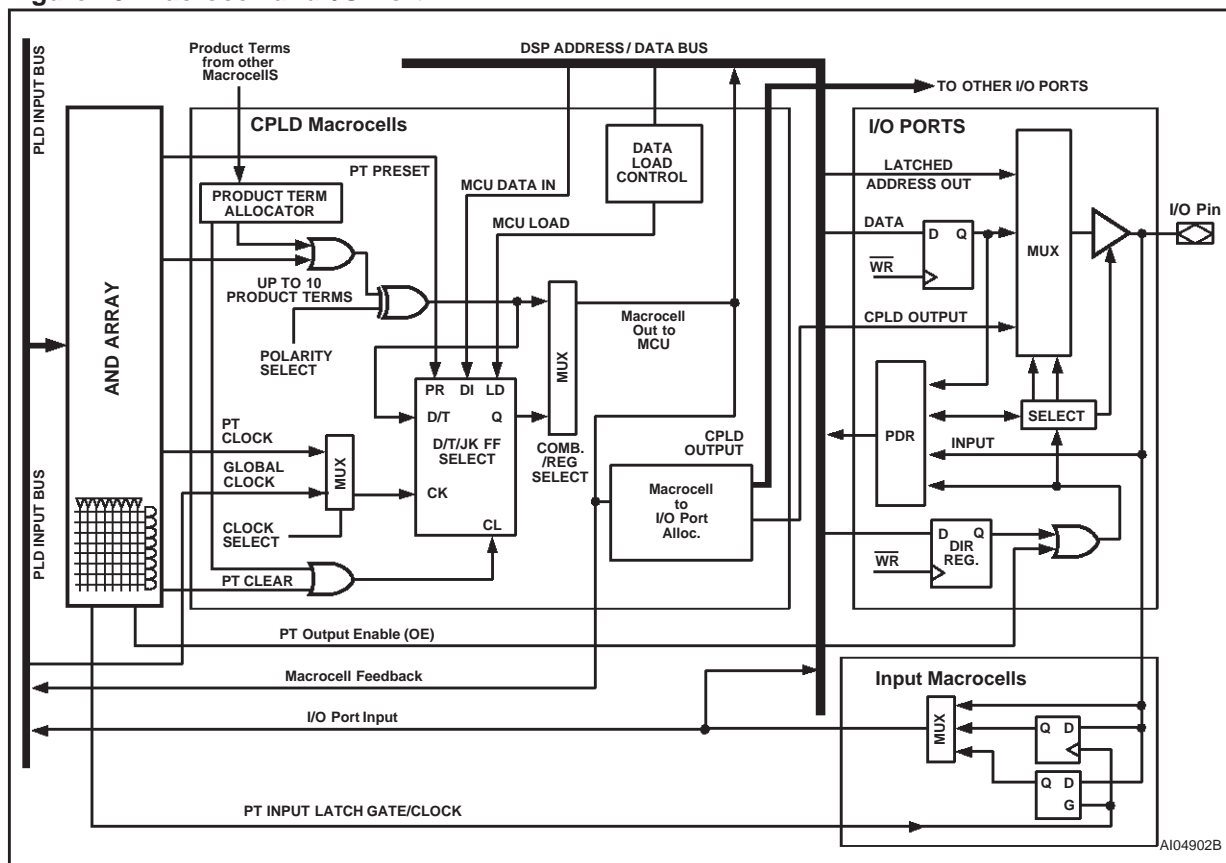 DSP ADDRESS / DATA BUS
Product Terms
from other
MacrocellS
TO OTHER I/O PORTS
PLD INPUT BUS
CPLD Macrocells
I/O PORTS
PT PRESET
MCU DATA IN
MCU LOAD
DATA
LOAD
CONTROL
LATCHED
ADDRESS OUT
I/O Pin
PRODUCT TERM
ALLOCATOR
DATA
D Q
WR
MUX
UP TO 10
PRODUCT TERMS
AND ARRAY
POLARITY
SELECT
MUX
Macrocell
Out to
MCU
CPLD OUTPUT
PR DI LD
D/T Q
D/T/JK FF
SELECT
CK
CL
COMB.
/REG
SELECT
PT
CLOCK
GLOBAL
CLOCK
MUX
CLOCK
SELECT
CPLD
OUTPUT
Macrocell
to
I/O Port
Alloc.
PDR
SELECT
INPUT
D Q
DIR
REG.
WR
PLD INPUT BUS
PT CLEAR
PT Output Enable (OE)
Macrocell Feedback
I/O Port Input
Input Macrocells
MUX
Q D
Q D
G
PT INPUT LATCH GATE/CLOCK
AI04902B